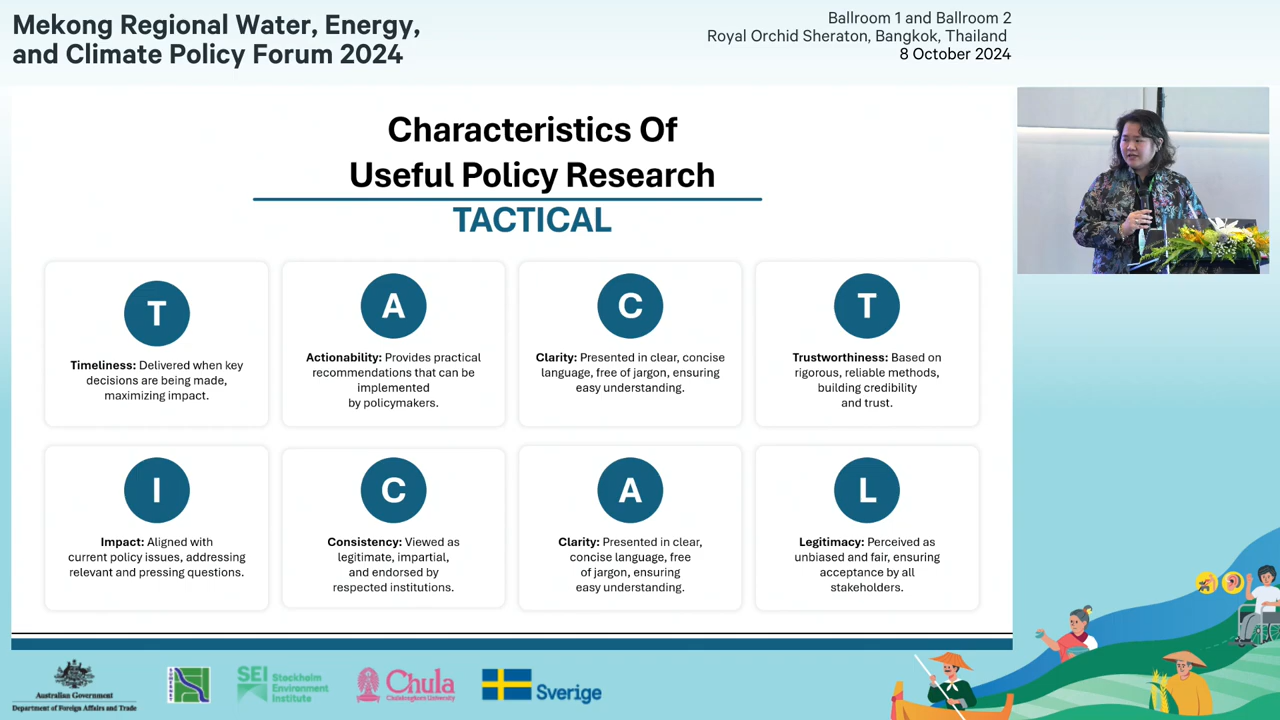 Mekong Regional Water, Energy,
and Climate Policy Forum 2024
Ballroom 1 and Ballroom 2
Royal Orchid Sheraton, Bangkok, Thailand
8 October 2024
Characteristics Of
Useful Policy Research
TACTICAL
T
Timeliness: Delivered when key
decisions are being made,
maximizing impact.
A
Actionability: Provides practical
recommendations that can be
implemented
by policymakers.
C
Clarity: Presented in clear, concise
language, free of jargon, ensuring
easy understanding.
T
Trustworthiness: Based on
rigorous, reliable methods,
building credibility
and trust.
I
Impact: Aligned with
current policy issues, addressing
relevant and pressing questions.
C
Consistency: Viewed as
legitimate, impartial,
and endorsed by
respected institutions.
A
Clarity: Presented in clear,
concise language, free
of jargon, ensuring
easy understanding.
L
Legitimacy: Perceived as
unbiased and fair, ensuring
acceptance by all
stakeholders.
Australian Government
Department of Foreign Affairs and Trade
SEI Stockholm
Environment
Institute
Chula
Chulalongkorn University
Sverige